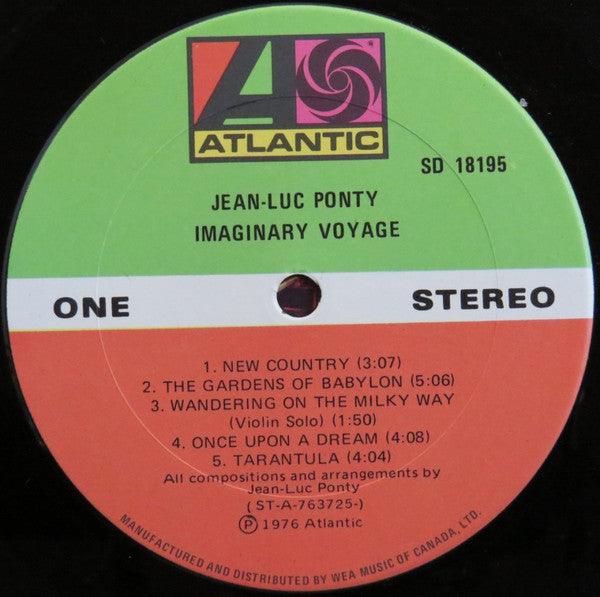 ATLANTIC
SD 18195
JEAN-LUC PONTY
IMAGINARY VOYAGE
ONE
STEREO
1. NEW COUNTRY (3:07)
2. THE GARDENS OF BABYLON (5:06)
3. WANDERING ON THE MILKY WAY
(Violin Solo) (1:50)
4. ONCE UPON A DREAM (4:08)
5. TARANTULA (4:04)
All compositions and arrangements by
Jean-Luc Ponty
(ST-A-763725-)
Ⓟ 1976 Atlantic
MANUFACTURED AND DISTRIBUTED BY WEA MUSIC OF CANADA, LTD.